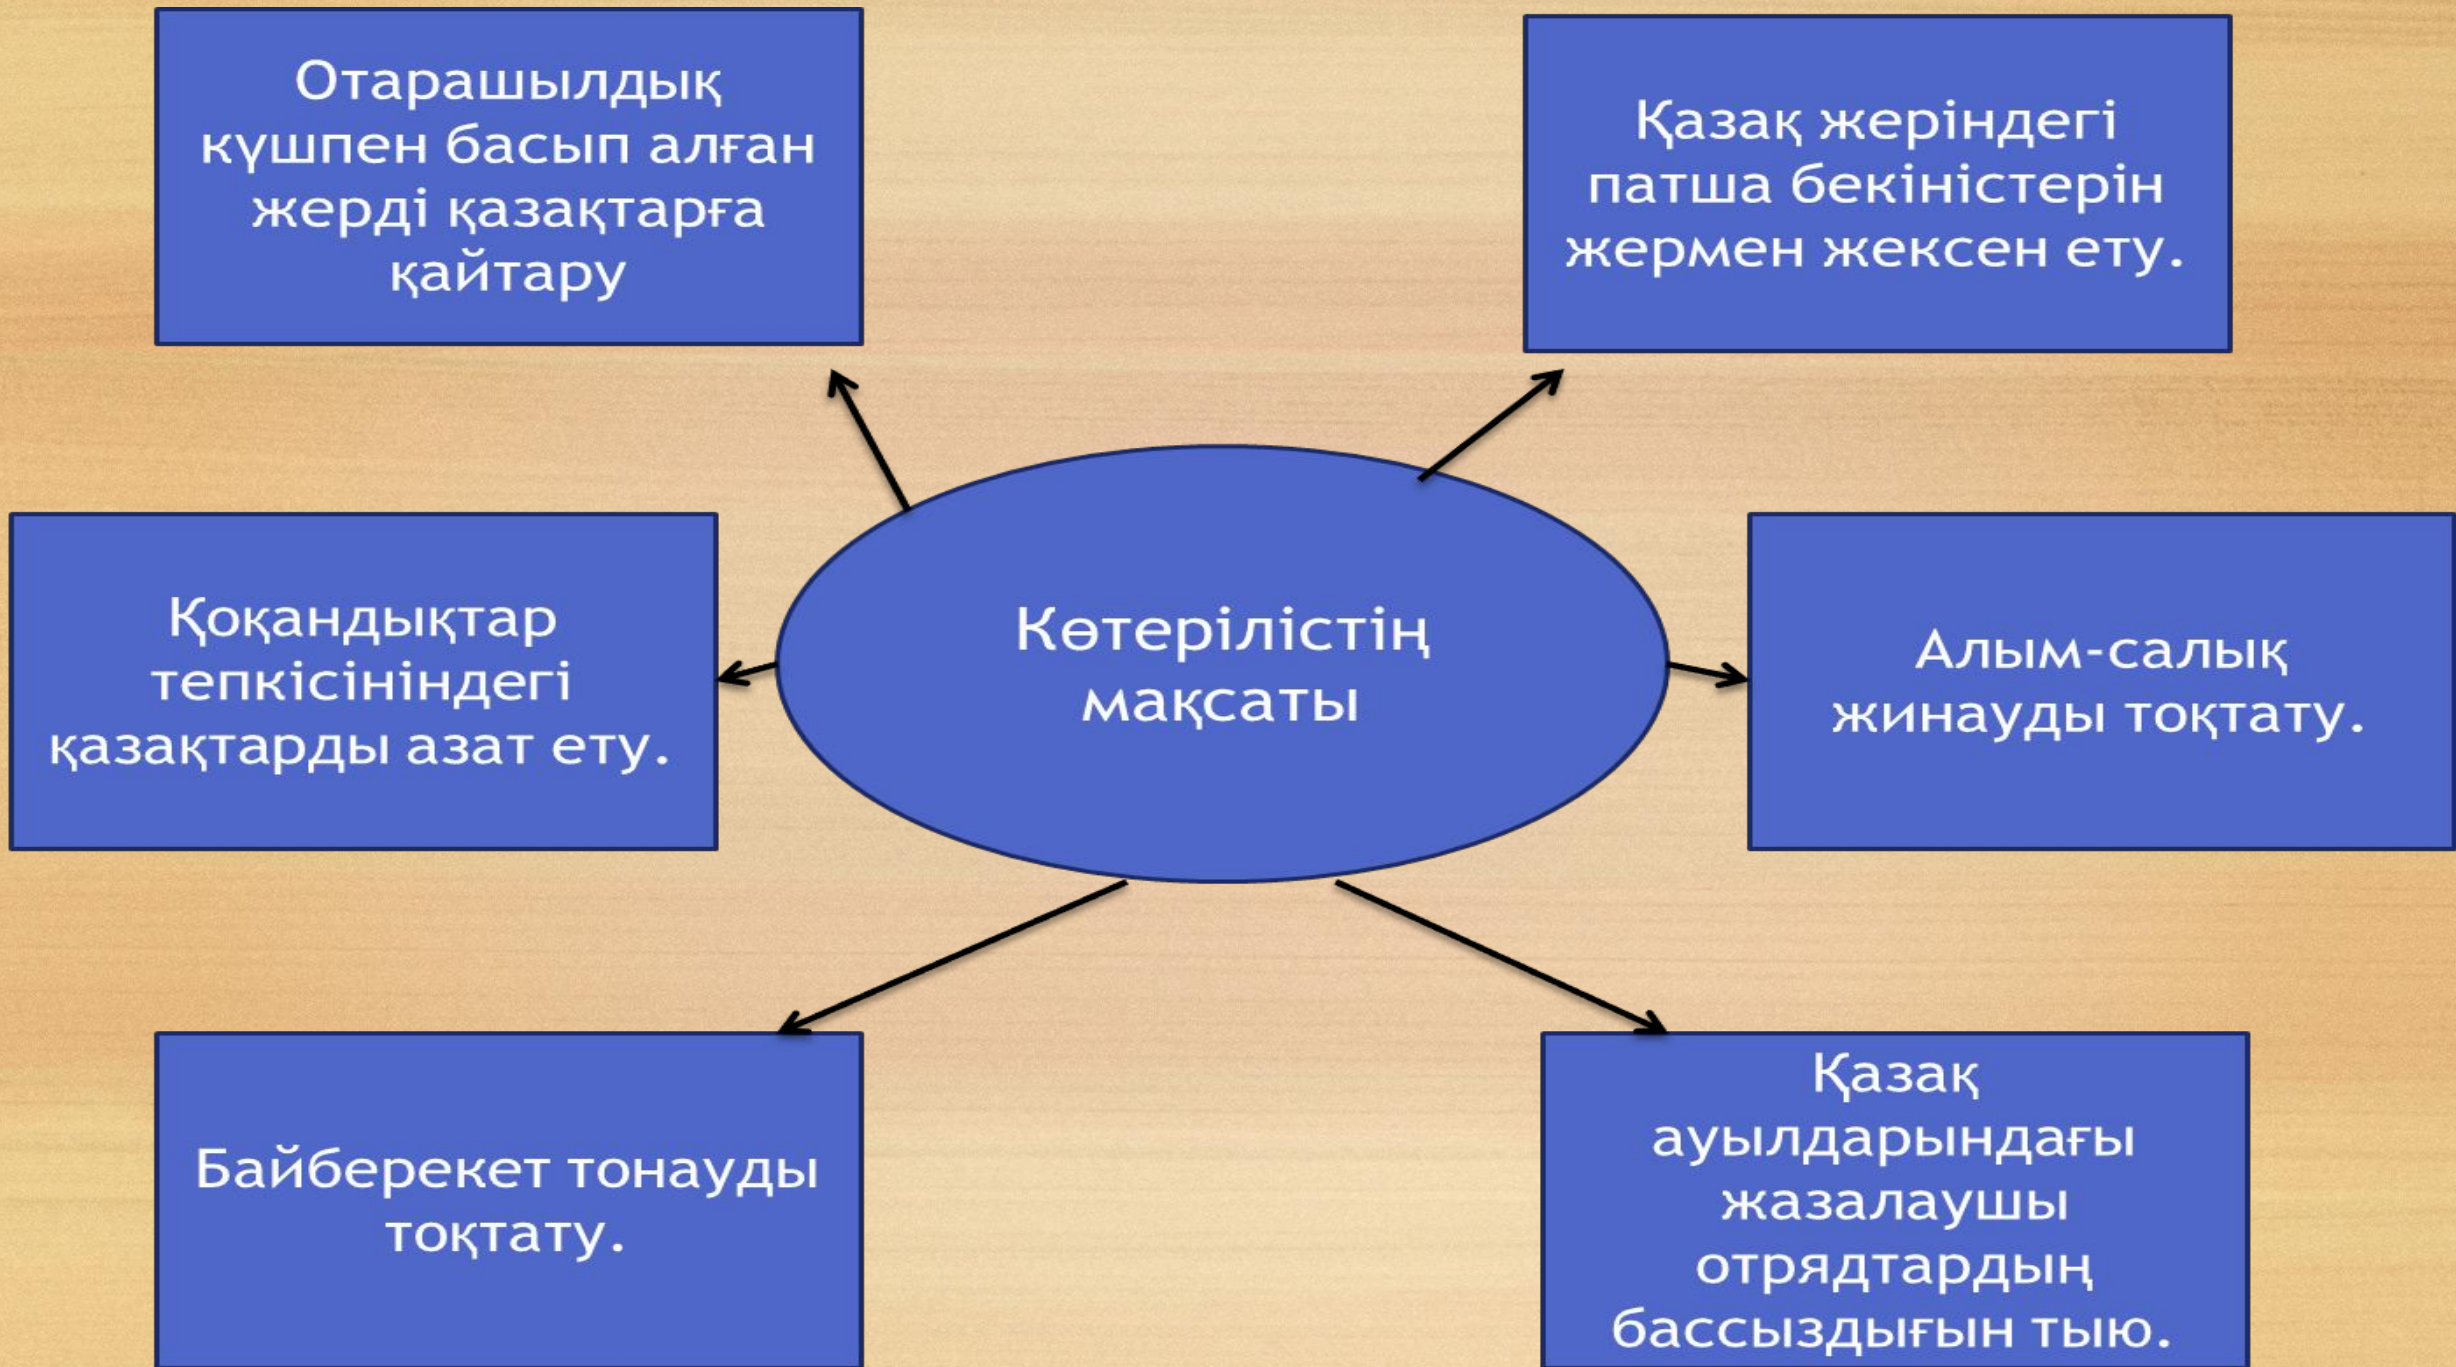 Отарашылдық
күшпен басып алған
жерді қазақтарға
қайтару
Қазақ жеріндегі
патша бекіністерін
жермен жексен ету.
Қоқандықтар
тепкісініндегі
қазақтарды азат ету.
Көтерілістің
мақсаты
Алым-салық
жинауды тоқтату.
Байберекет тонауды
тоқтату.
Қазақ
ауылдарындағы
жазалаушы
отрядтардың
бассыздығын тыю.